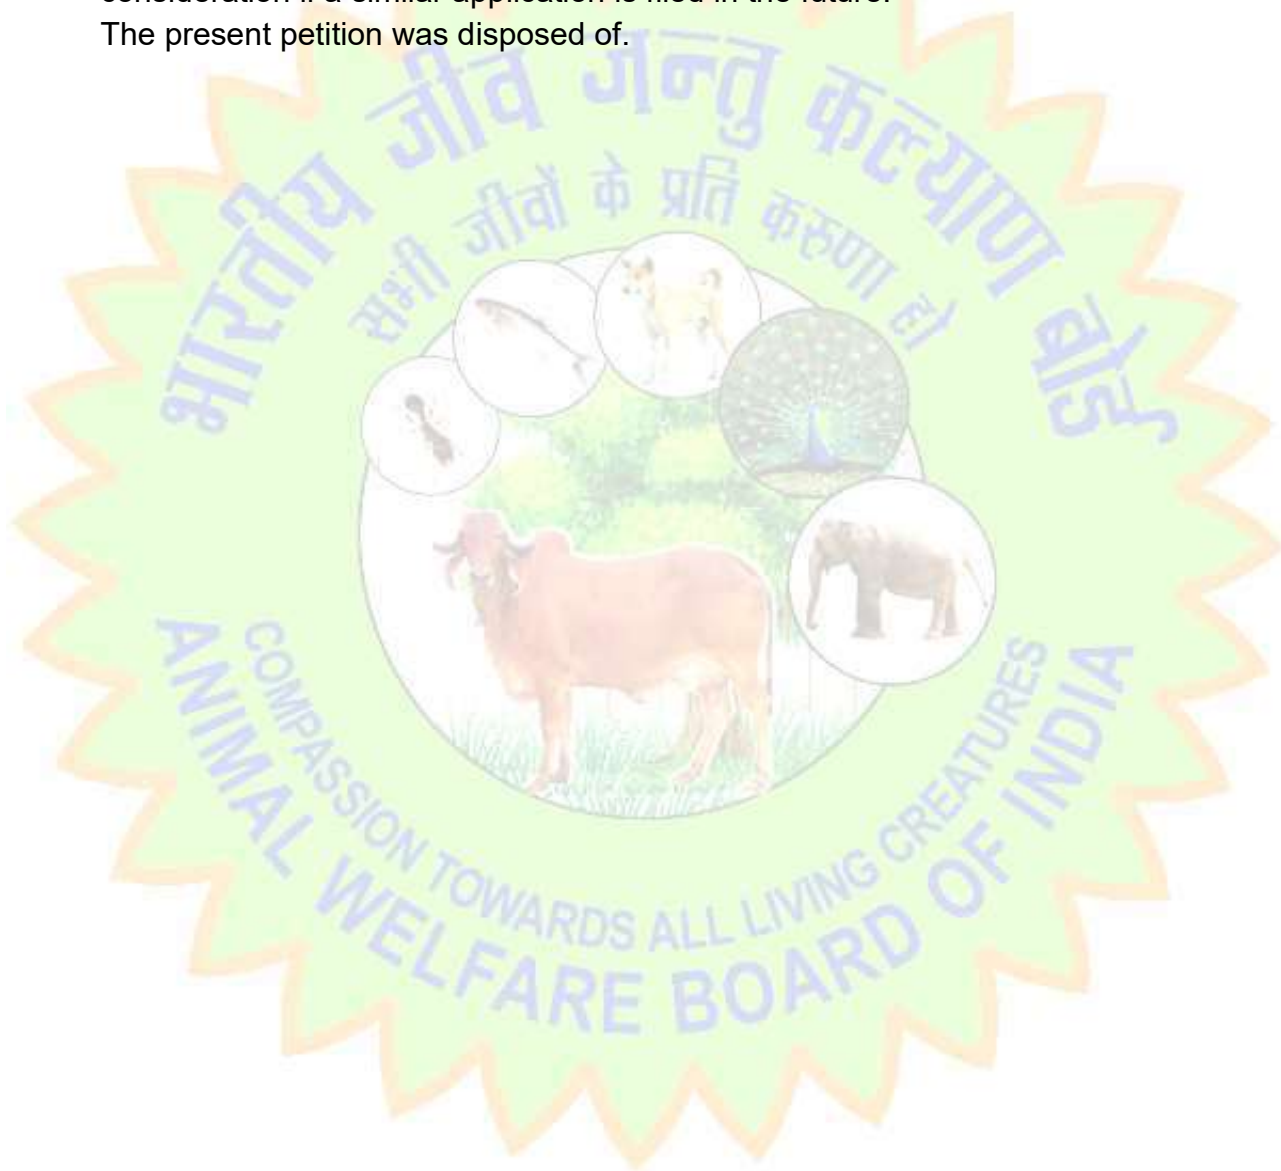 consideration if a similar application is filed in the future.
The present petition was disposed of.
भारतीय जीव जन्तु कल्याण बोर्ड
सभी जीवों के प्रति करुणा हो
COMPASSION TOWARDS ALL LIVING CREATURES
ANIMAL WELFARE BOARD OF INDIA